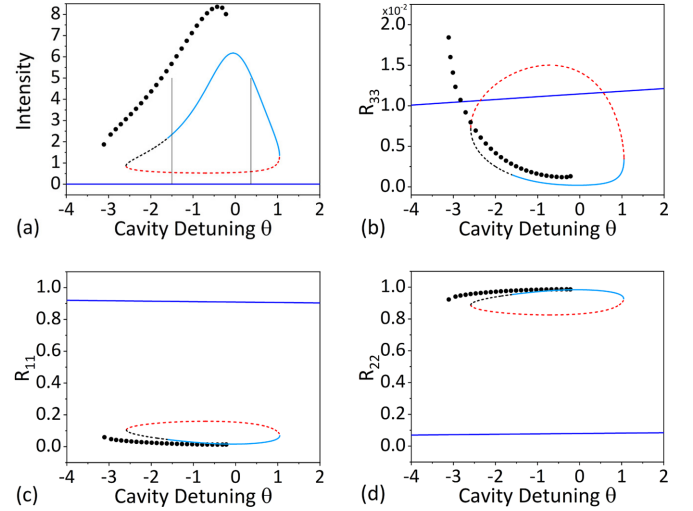 ×10⁻²
8
7
6
5
4
3
2
1
0
Intensity
-4 -3 -2 -1 0 1 2
(a) Cavity Detuning θ
2.0
1.5
1.0
0.5
0.0
R₃₃
-4 -3 -2 -1 0 1 2
(b) Cavity Detuning θ
1.0
0.8
0.6
0.4
0.2
0.0
R₁₁
-4 -3 -2 -1 0 1 2
(c) Cavity Detuning θ
1.0
0.8
0.6
0.4
0.2
0.0
R₂₂
-4 -3 -2 -1 0 1 2
(d) Cavity Detuning θ